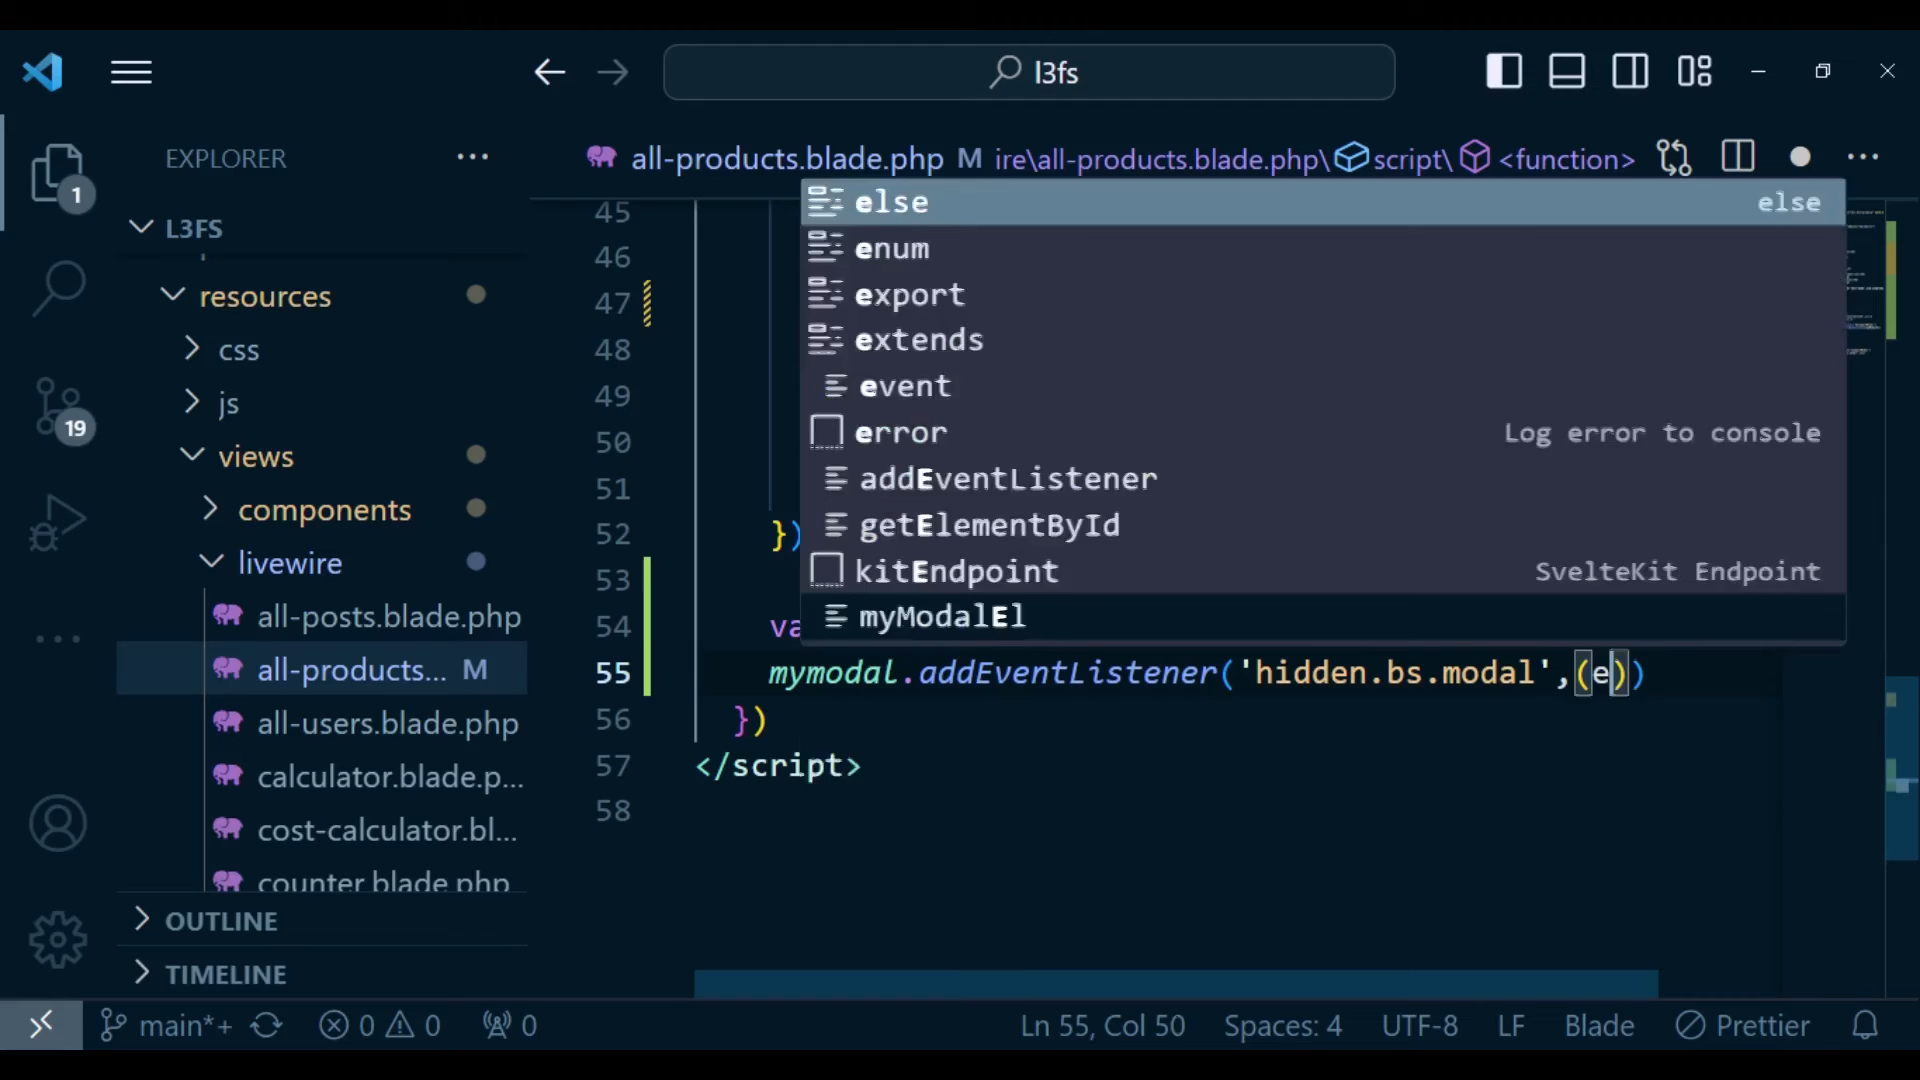 l3fs
EXPLORER
all-products.blade.php M ire\all-products.blade.php\ script\ <function>
1
L3FS
resources
css
js
19
views
components
livewire
all-posts.blade.php
all-products... M
all-users.blade.php
calculator.blade.p...
cost-calculator.bl...
counter.blade.php
OUTLINE
TIMELINE
45
46
47
48
49
50
51
52 })
53
54 va
55 mymodal.addEventListener('hidden.bs.modal',(e))
56 })
57 </script>
58
else else
enum
export
extends
event
error Log error to console
addEventListener
getElementById
kitEndpoint SvelteKit Endpoint
myModalEl
main*+ 0 0 0 Ln 55, Col 50 Spaces: 4 UTF-8 LF Blade Prettier